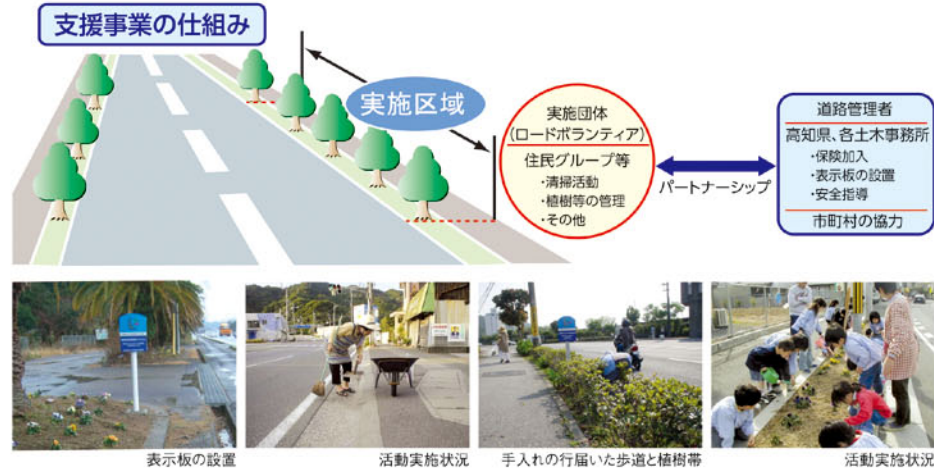 支援事業の仕組み
実施区域
実施団体
(ロードボランティア)
住民グループ等
・清掃活動
・植樹等の管理
・その他
パートナーシップ
道路管理者
高知県、各土木事務所
・保険加入
・表示板の設置
・安全指導
市町村の協力
表示板の設置
活動実施状況
手入れの行届いた歩道と植樹帯
活動実施状況